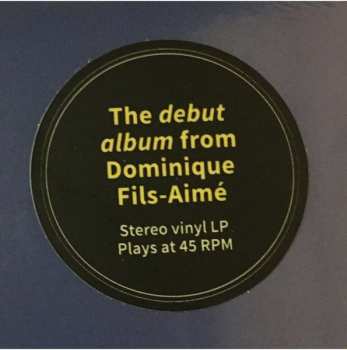 The debut
album from
Dominique
Fils-Aimé
Stereo vinyl LP
Plays at 45 RPM